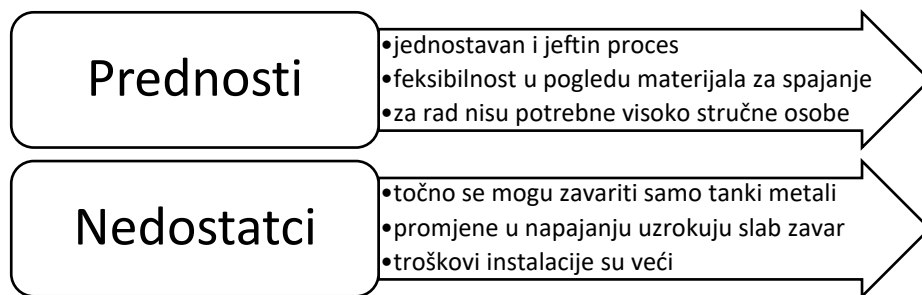 Prednosti
•jednostavan i jeftin proces
•feksibilnost u pogledu materijala za spajanje
•za rad nisu potrebne visoko stručne osobe
Nedostatci
•točno se mogu zavariti samo tanki metali
•promjene u napajanju uzrokuju slab zavar
•troškovi instalacije su veći